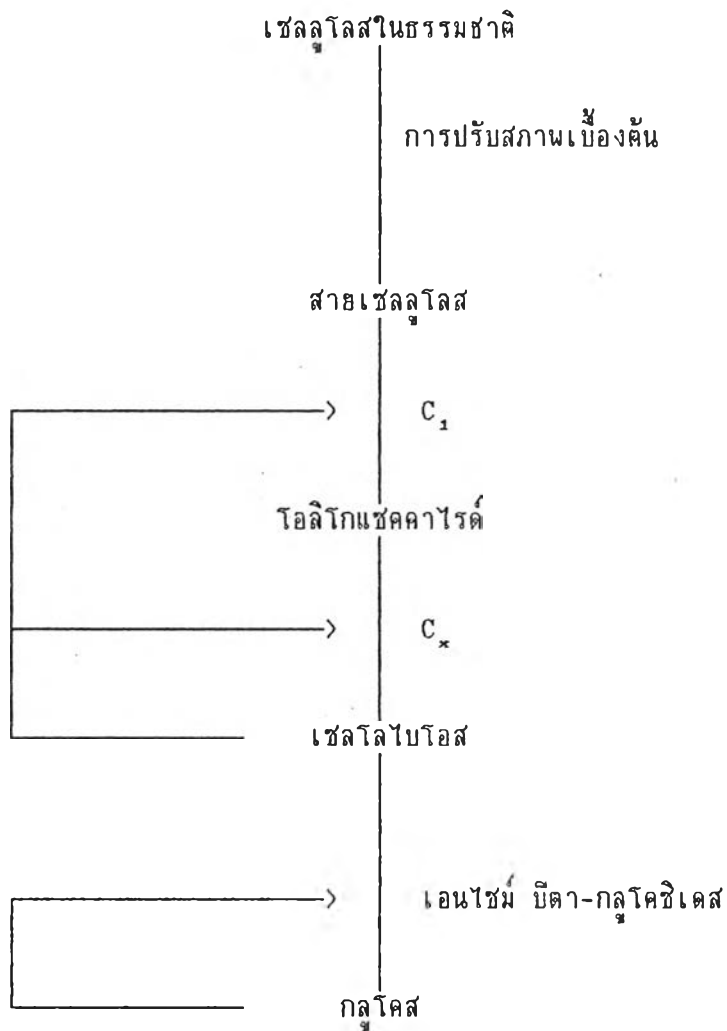 เซลลูโลสในธรรมชาติ
การปรับสภาพเบื้องต้น
สายเซลลูโลส
C₁
โอลิโกแซคคาไรด์
Cₓ
เซลโลไบโอส
เอนไซม์ บีตา-กลูโคซิเดส
กลูโคส